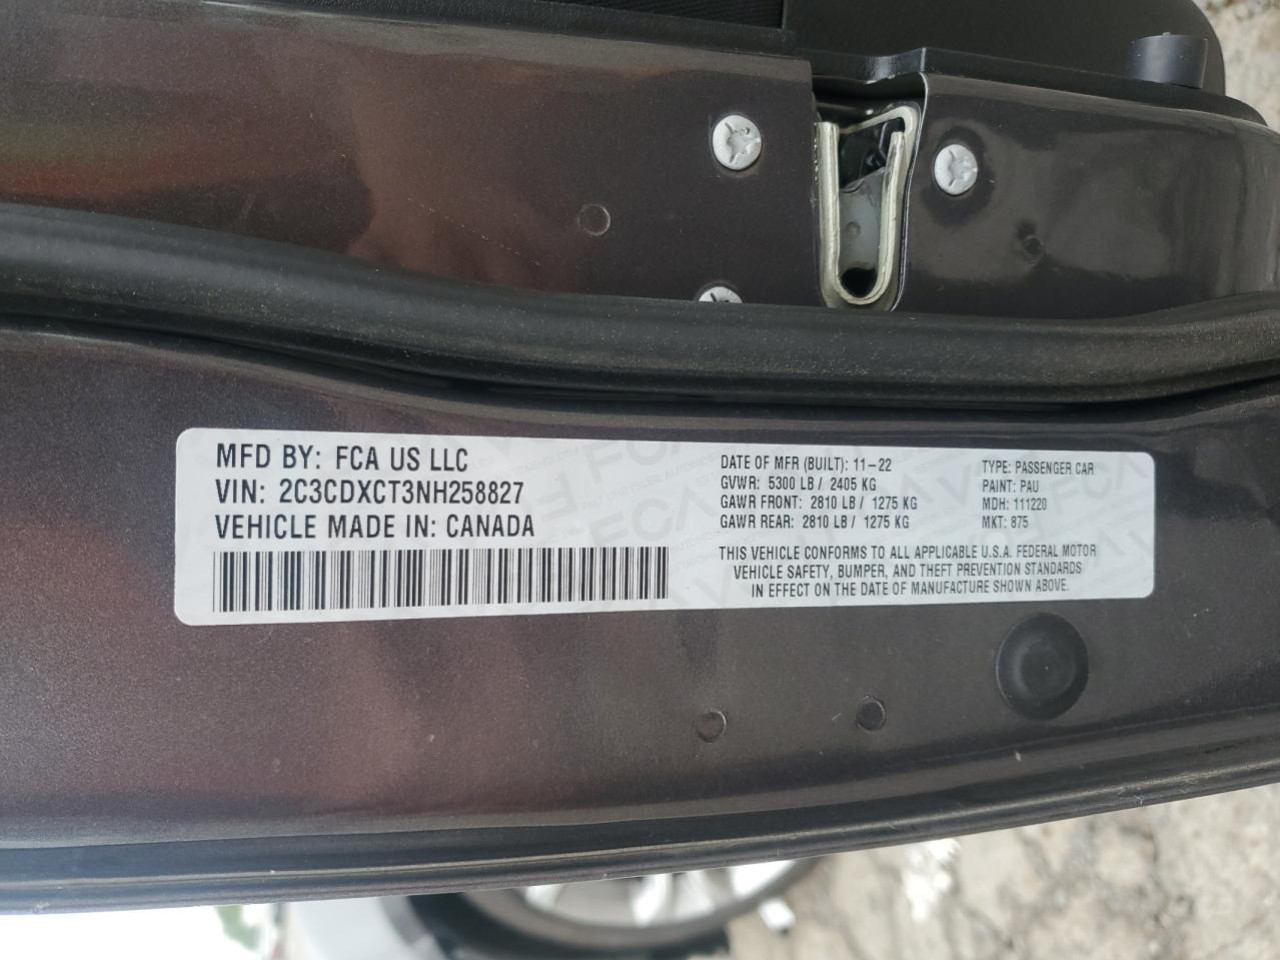 MFD BY: FCA US LLC
VIN: 2C3CDXCT3NH258827
VEHICLE MADE IN: CANADA
DATE OF MFR (BUILT): 11-22
GVWR: 5300 LB / 2405 KG
GAWR FRONT: 2810 LB / 1275 KG
GAWR REAR: 2810 LB / 1275 KG
TYPE: PASSENGER CAR
PAINT: PAU
MDH: 111220
MKT: 875
THIS VEHICLE CONFORMS TO ALL APPLICABLE U.S.A. FEDERAL MOTOR
VEHICLE SAFETY, BUMPER, AND THEFT PREVENTION STANDARDS
IN EFFECT ON THE DATE OF MANUFACTURE SHOWN ABOVE.